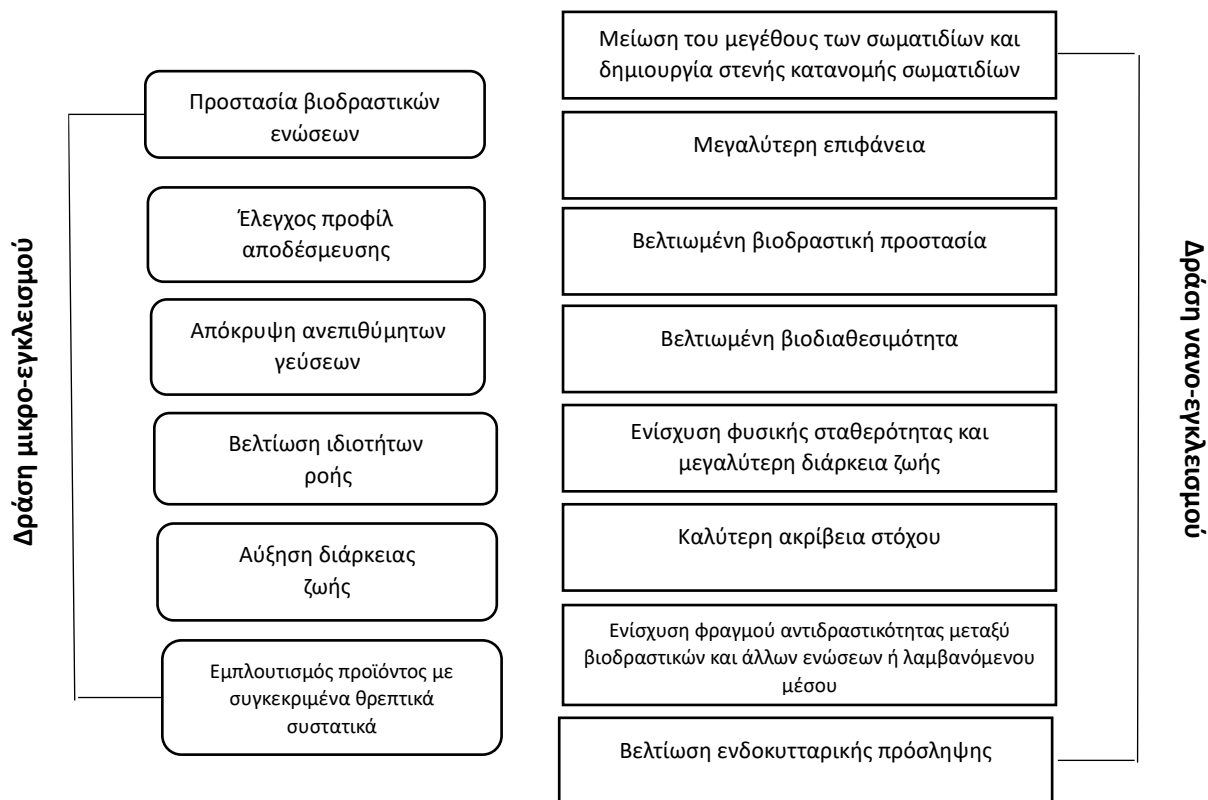 Δράση μικρο-εγκλεισμού
Προστασία βιοδραστικών
ενώσεων
Έλεγχος προφίλ
αποδέσμευσης
Απόκρυψη ανεπιθύμητων
γεύσεων
Βελτίωση ιδιοτήτων
ροής
Αύξηση διάρκειας
ζωής
Εμπλουτισμός προϊόντος με
συγκεκριμένα θρεπτικά
συστατικά
Μείωση του μεγέθους των σωματιδίων και
δημιουργία στενής κατανομής σωματιδίων
Μεγαλύτερη επιφάνεια
Βελτιωμένη βιοδραστική προστασία
Βελτιωμένη βιοδιαθεσιμότητα
Ενίσχυση φυσικής σταθερότητας και
μεγαλύτερη διάρκεια ζωής
Καλύτερη ακρίβεια στόχου
Ενίσχυση φραγμού αντιδραστικότητας μεταξύ
βιοδραστικών και άλλων ενώσεων ή λαμβανόμενου
μέσου
Βελτίωση ενδοκυτταρικής πρόσληψης
Δράση νανο-εγκλεισμού